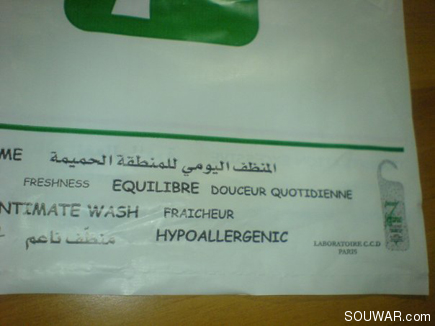 ME المنظف اليومي للمنطقة الحميمة
FRESHNESS EQUILIBRE DOUCEUR QUOTIDIENNE
NTIMATE WASH FRAICHEUR
منظف ناعم HYPOALLERGENIC
LABORATOIRE C.C.D
PARIS
SOUWAR.com